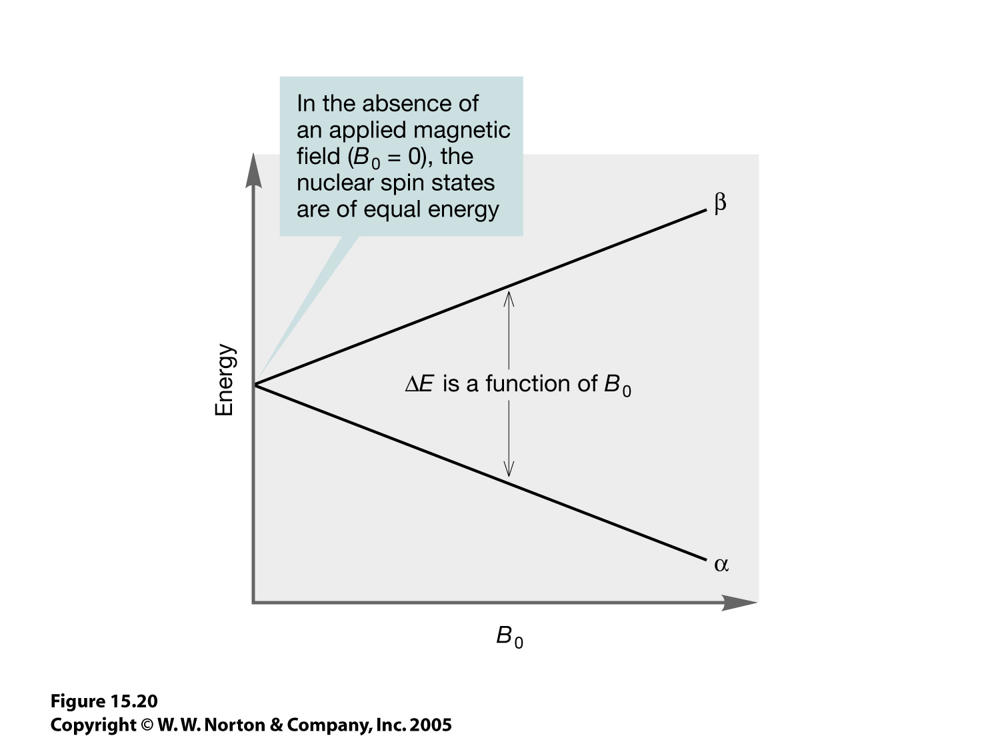 In the absence of
an applied magnetic
field (B0 = 0), the
nuclear spin states
are of equal energy
β
Energy
ΔE is a function of B0
α
B0
Figure 15.20
Copyright © W. W. Norton & Company, Inc. 2005